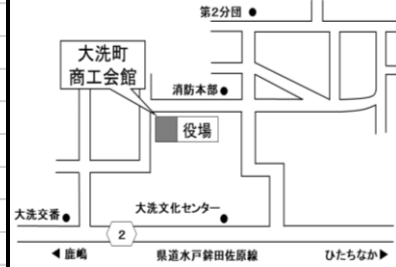 第2分団
大洗町
商工会館
消防本部
役場
大洗文化センター
大洗交番
2
鹿嶋
県道水戸鉾田佐原線
ひたちなか